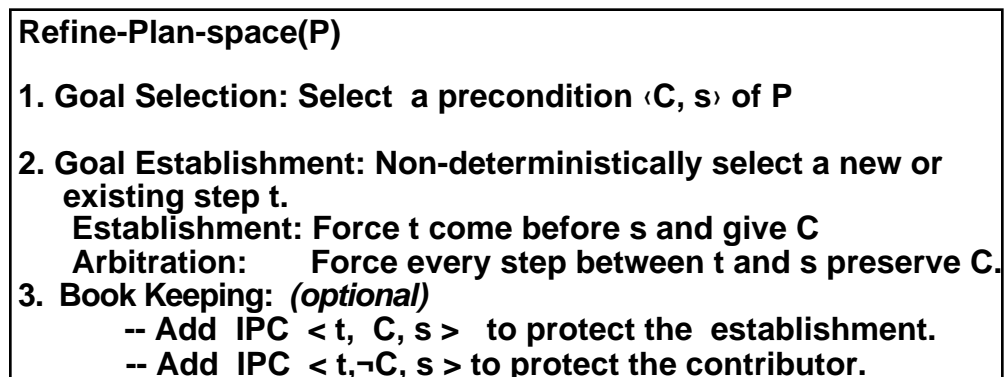 Refine-Plan-space(P)
1. Goal Selection: Select a precondition ‹C, s› of P
2. Goal Establishment: Non-deterministically select a new or
existing step t.
Establishment: Force t come before s and give C
Arbitration: Force every step between t and s preserve C.
3. Book Keeping: (optional)
-- Add IPC < t, C, s > to protect the establishment.
-- Add IPC < t,¬C, s > to protect the contributor.